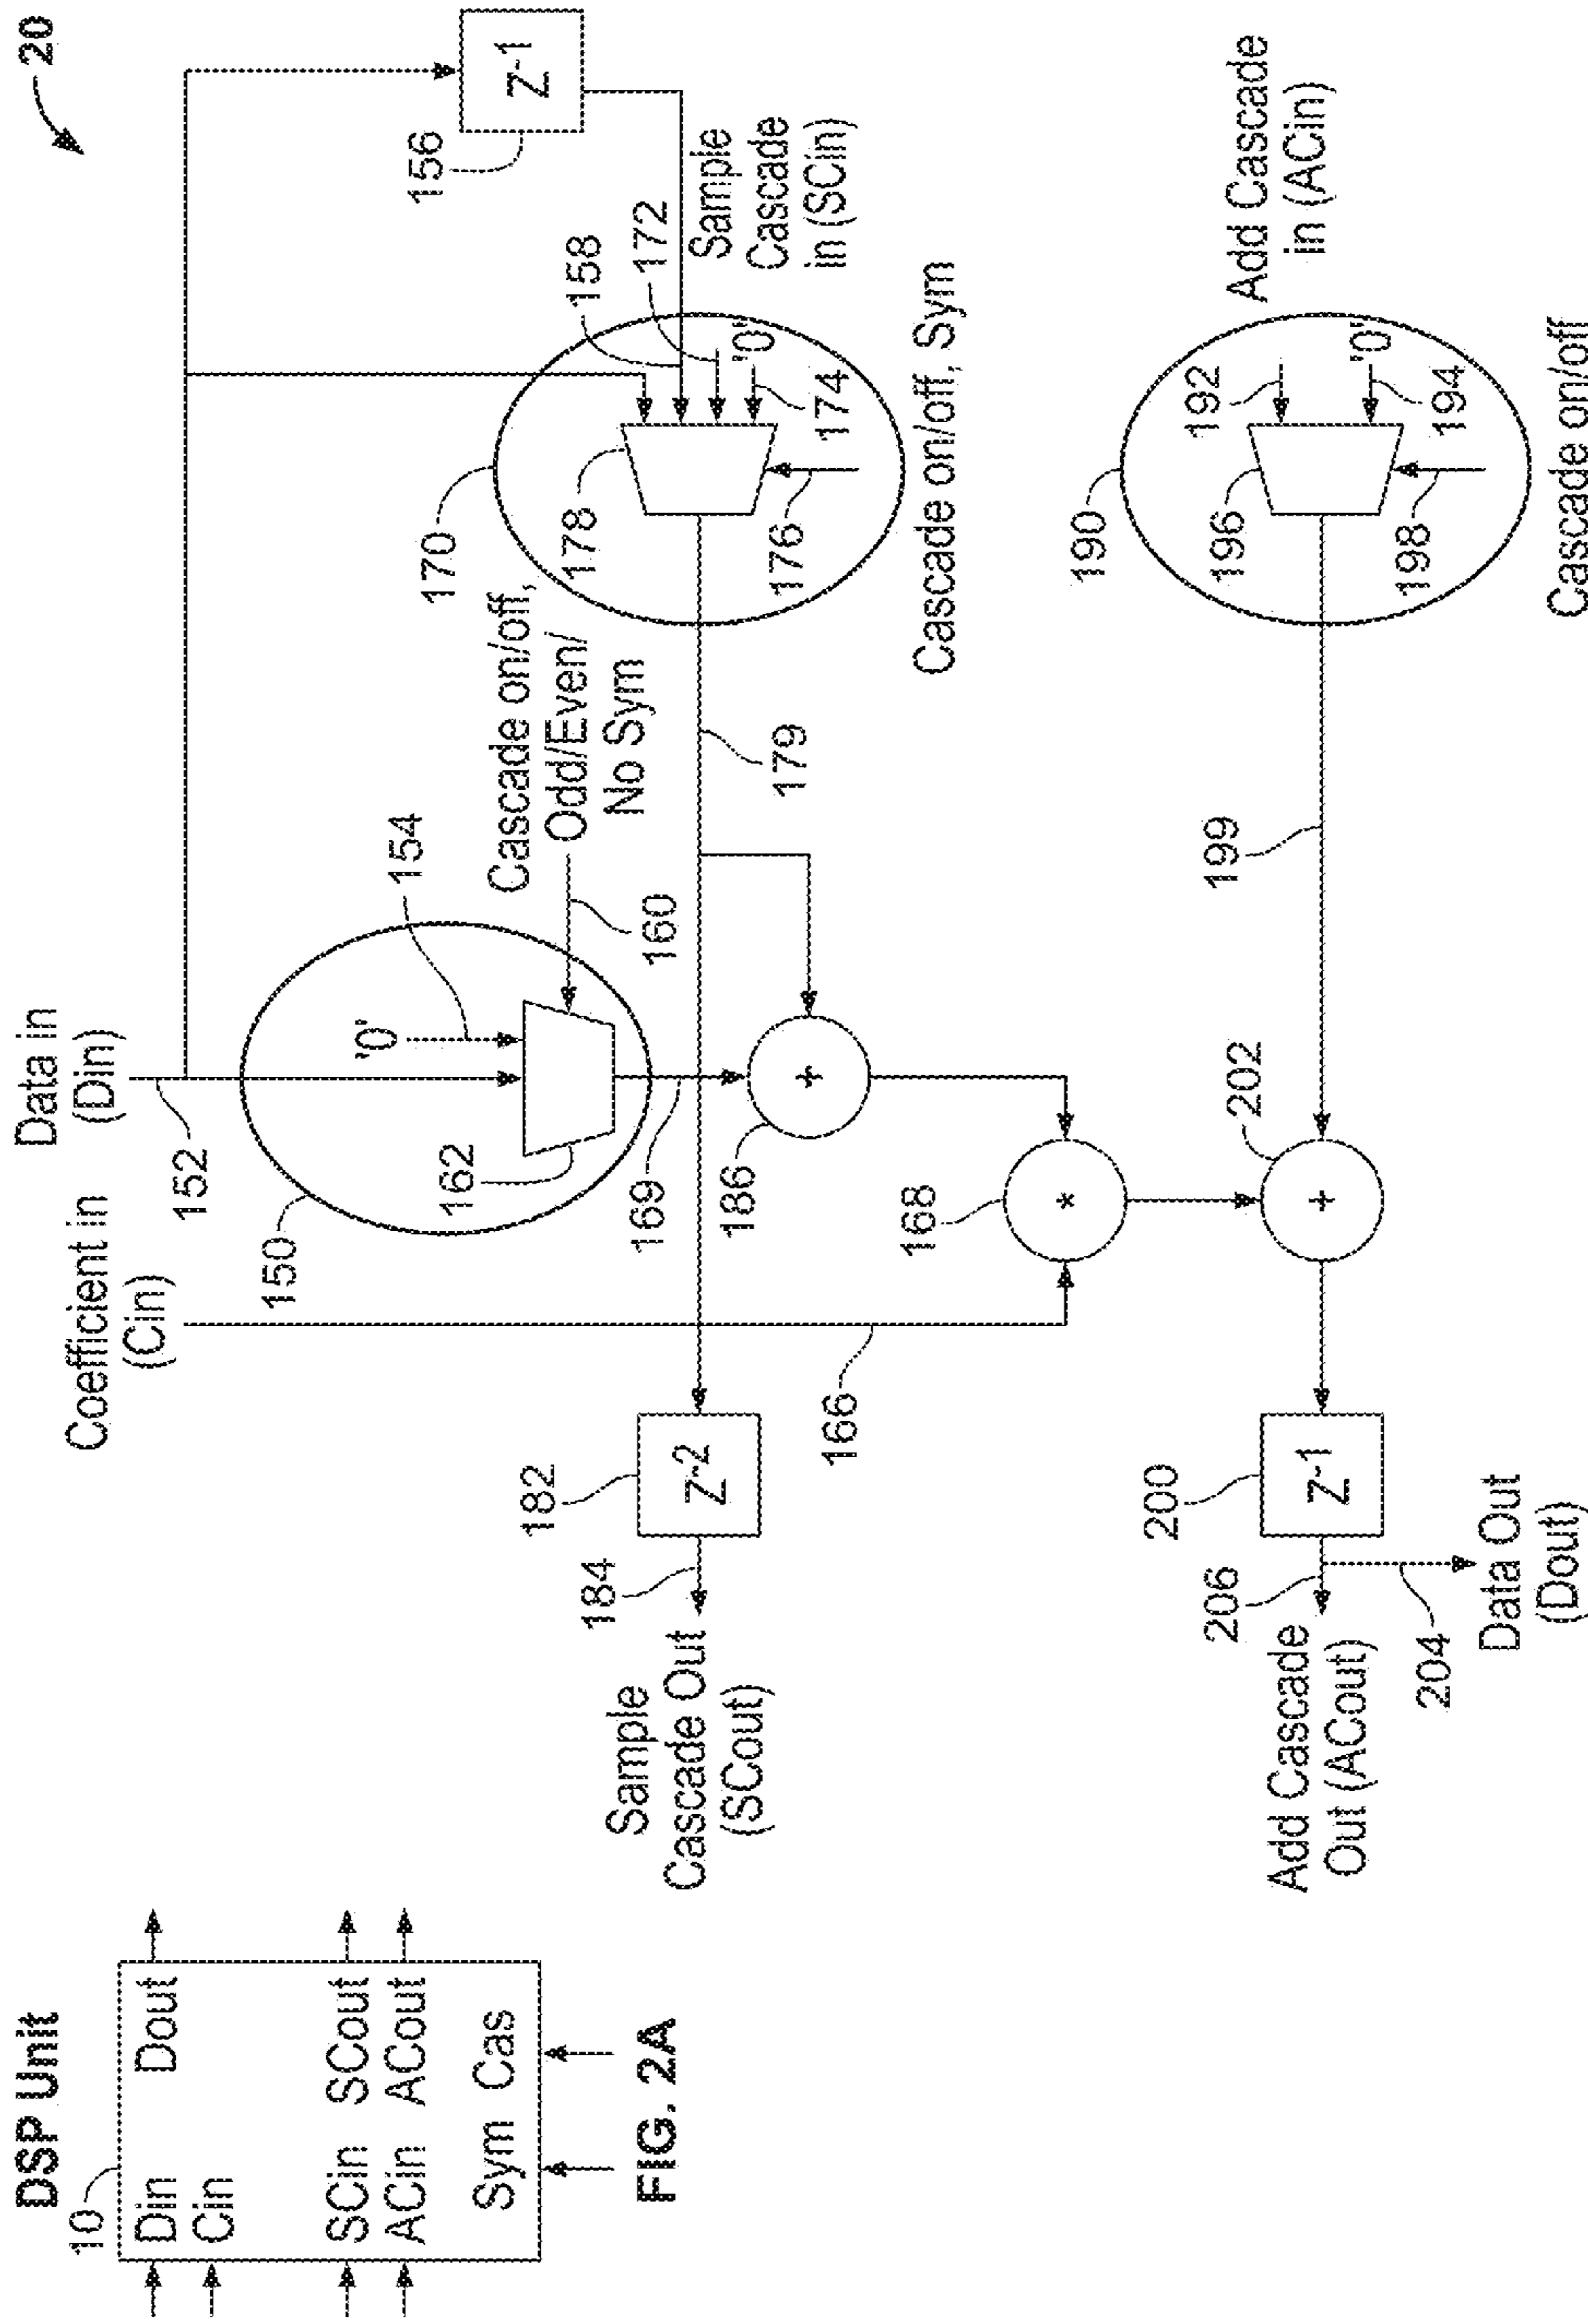 DSP Unit
10
Din Dout
Cin
SCin SCout
ACin ACout
Sym Cas
FIG. 2A
20
Data in
(Din)
152
Coefficient in
(Cin)
150
'0'
154
162
Cascade on/off,
Odd/Even/
No Sym
160
169
156
Z-1
158
172
Sample
Cascade
in (SCin)
170
178
'0'
174
176
Cascade on/off, Sym
179
182
Z-2
184
Sample
Cascade Out
(SCout)
186
+
166
168
*
190
192
Add Cascade
in (ACin)
196
'0'
194
198
Cascade on/off
199
202
+
200
Z-1
206
Add Cascade
Out (ACout)
204
Data Out
(Dout)